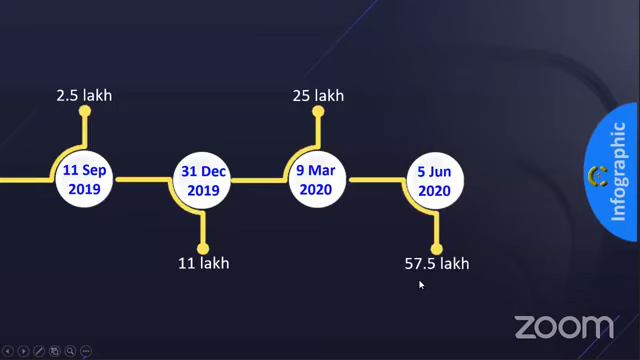 2.5 lakh
25 lakh
11 Sep
2019
31 Dec
2019
9 Mar
2020
5 Jun
2020
11 lakh
57.5 lakh
Infographic
zoom